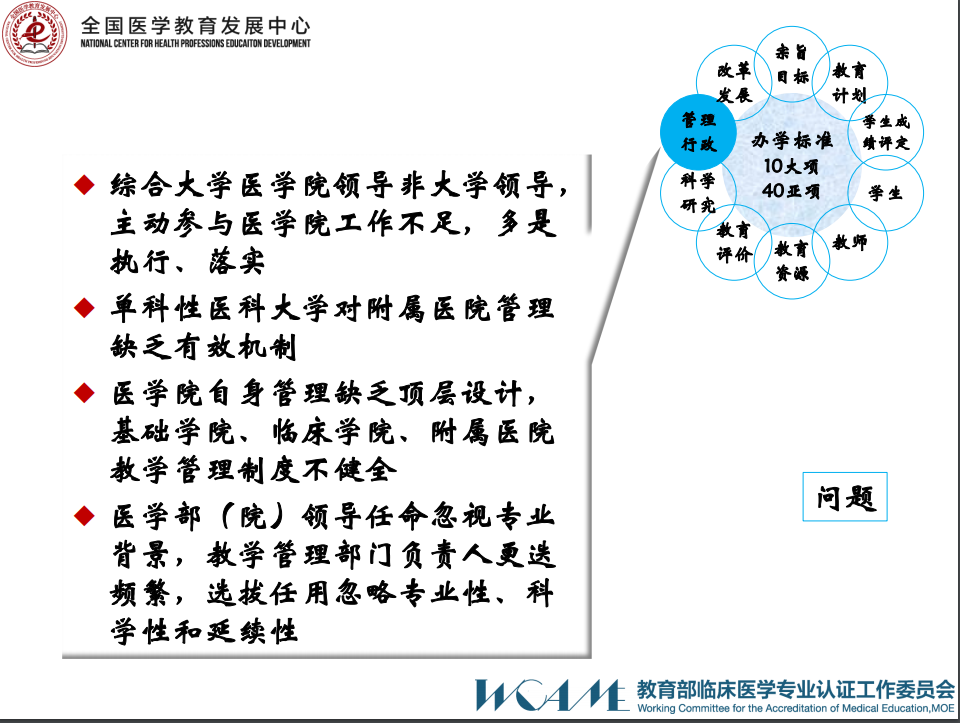 全国医学教育发展中心
NATIONAL CENTER FOR HEALTH PROFESSIONS EDUCAITON DEVELOPMENT
宗旨
目标
改革
发展
教育
计划
管理
行政
学生成
绩评定
办学标准
10大项
40亚项
科学
研究
学生
教育
评价
教育
资源
教师
综合大学医学院领导非大学领导，
主动参与医学院工作不足，多是
执行、落实
单科性医科大学对附属医院管理
缺乏有效机制
医学院自身管理缺乏顶层设计，
基础学院、临床学院、附属医院
教学管理制度不健全
医学部（院）领导任命忽视专业
背景，教学管理部门负责人更迭
频繁，选拔任用忽略专业性、科
学性和延续性
问题
WCAME
教育部临床医学专业认证工作委员会
Working Committee for the Accreditation of Medical Education,MOE